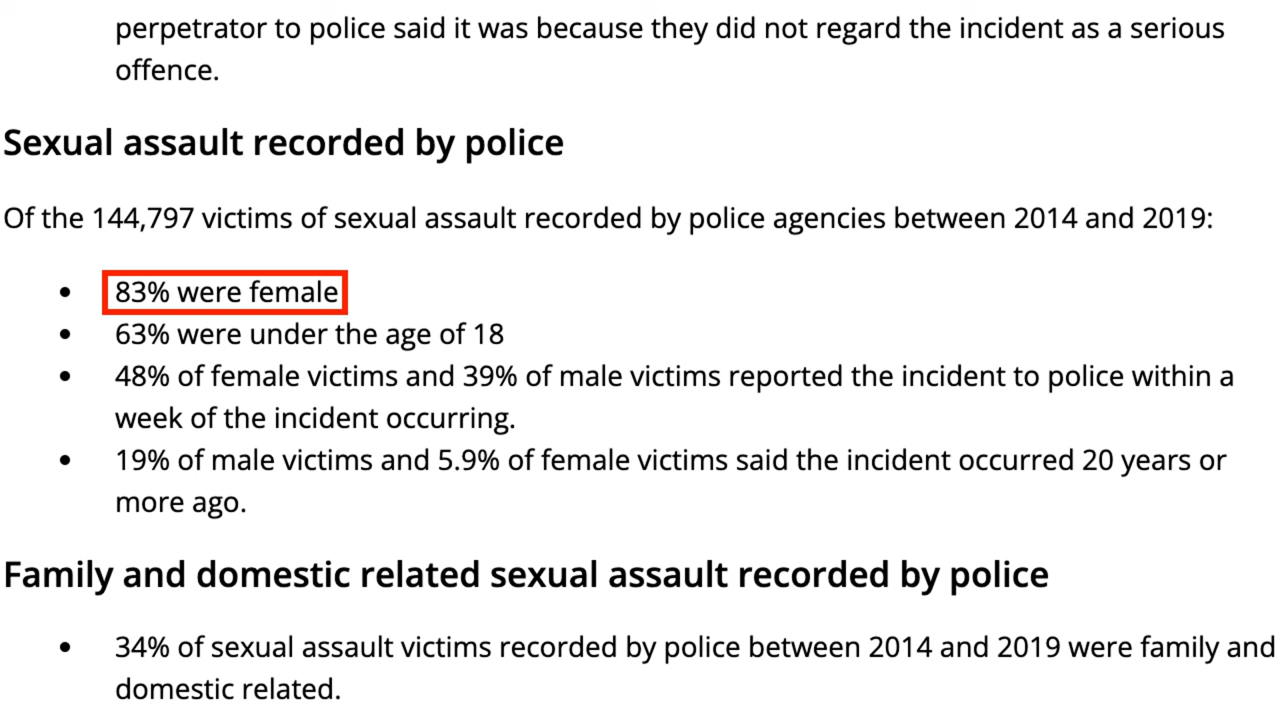 perpetrator to police said it was because they did not regard the incident as a serious
offence.
Sexual assault recorded by police
Of the 144,797 victims of sexual assault recorded by police agencies between 2014 and 2019:
• 83% were female
• 63% were under the age of 18
• 48% of female victims and 39% of male victims reported the incident to police within a
week of the incident occurring.
• 19% of male victims and 5.9% of female victims said the incident occurred 20 years or
more ago.
Family and domestic related sexual assault recorded by police
• 34% of sexual assault victims recorded by police between 2014 and 2019 were family and
domestic related.